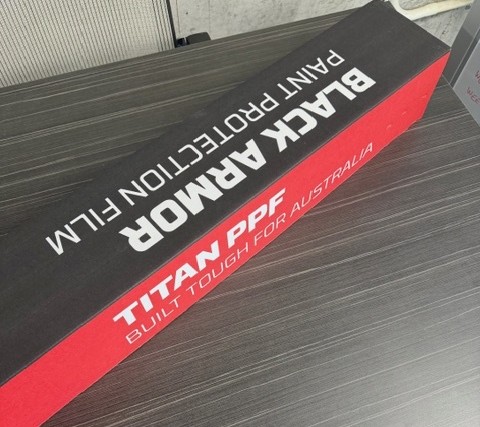 BLACK ARMOR
PAINT PROTECTION FILM
TITAN PPF
BUILT TOUGH FOR AUSTRALIA